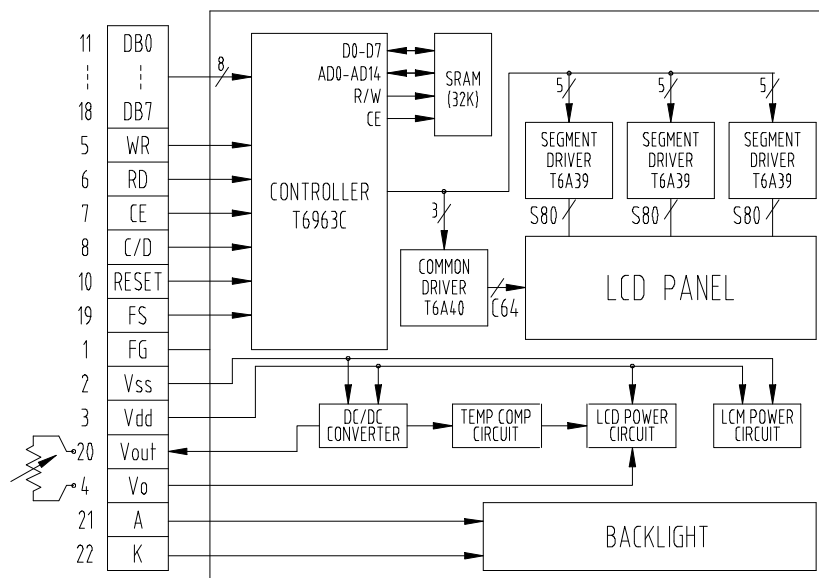 11 DB0
18 DB7
5 WR
6 RD
7 CE
8 C/D
10 RESET
19 FS
1 FG
2 Vss
3 Vdd
20 Vout
4 Vo
21 A
22 K
8
CONTROLLER
T6963C
D0-D7
AD0-AD14
R/W
CE
SRAM
(32K)
5
5
5
SEGMENT
DRIVER
T6A39
SEGMENT
DRIVER
T6A39
SEGMENT
DRIVER
T6A39
S80
S80
S80
3
COMMON
DRIVER
T6A40
C64
LCD PANEL
DC/DC
CONVERTER
TEMP COMP
CIRCUIT
LCD POWER
CIRCUIT
LCM POWER
CIRCUIT
BACKLIGHT